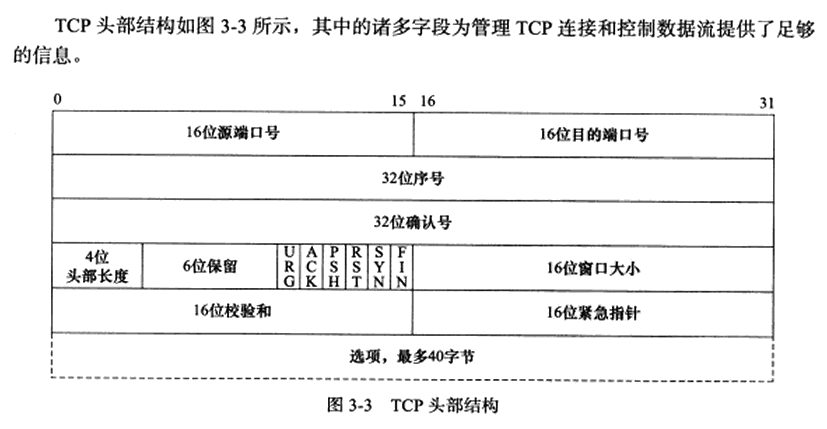 TCP 头部结构如图 3-3 所示，其中的诸多字段为管理 TCP 连接和控制数据流提供了足够
的信息。
0 15 16 31
16位源端口号 16位目的端口号
32位序号
32位确认号
4位头部长度 6位保留 URG ACK PSH RST SYN FIN 16位窗口大小
16位校验和 16位紧急指针
选项，最多40字节
图 3-3 TCP 头部结构